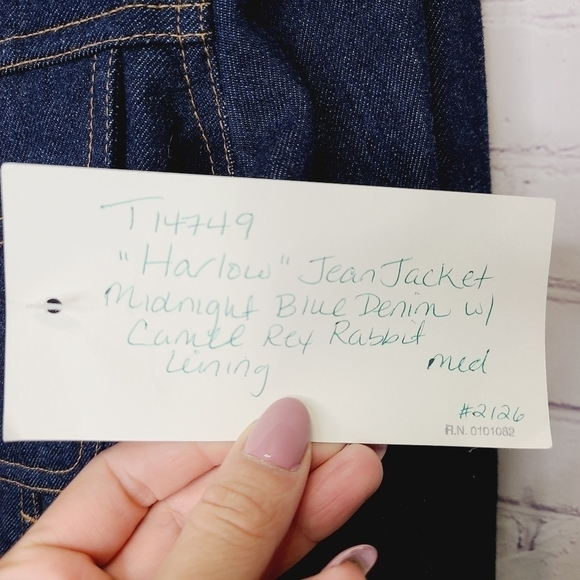 T14749
"Harlow" Jean Jacket
Midnight Blue Denim w/
Camel Rex Rabbit
Lining med
#2126
R.N. 0101082